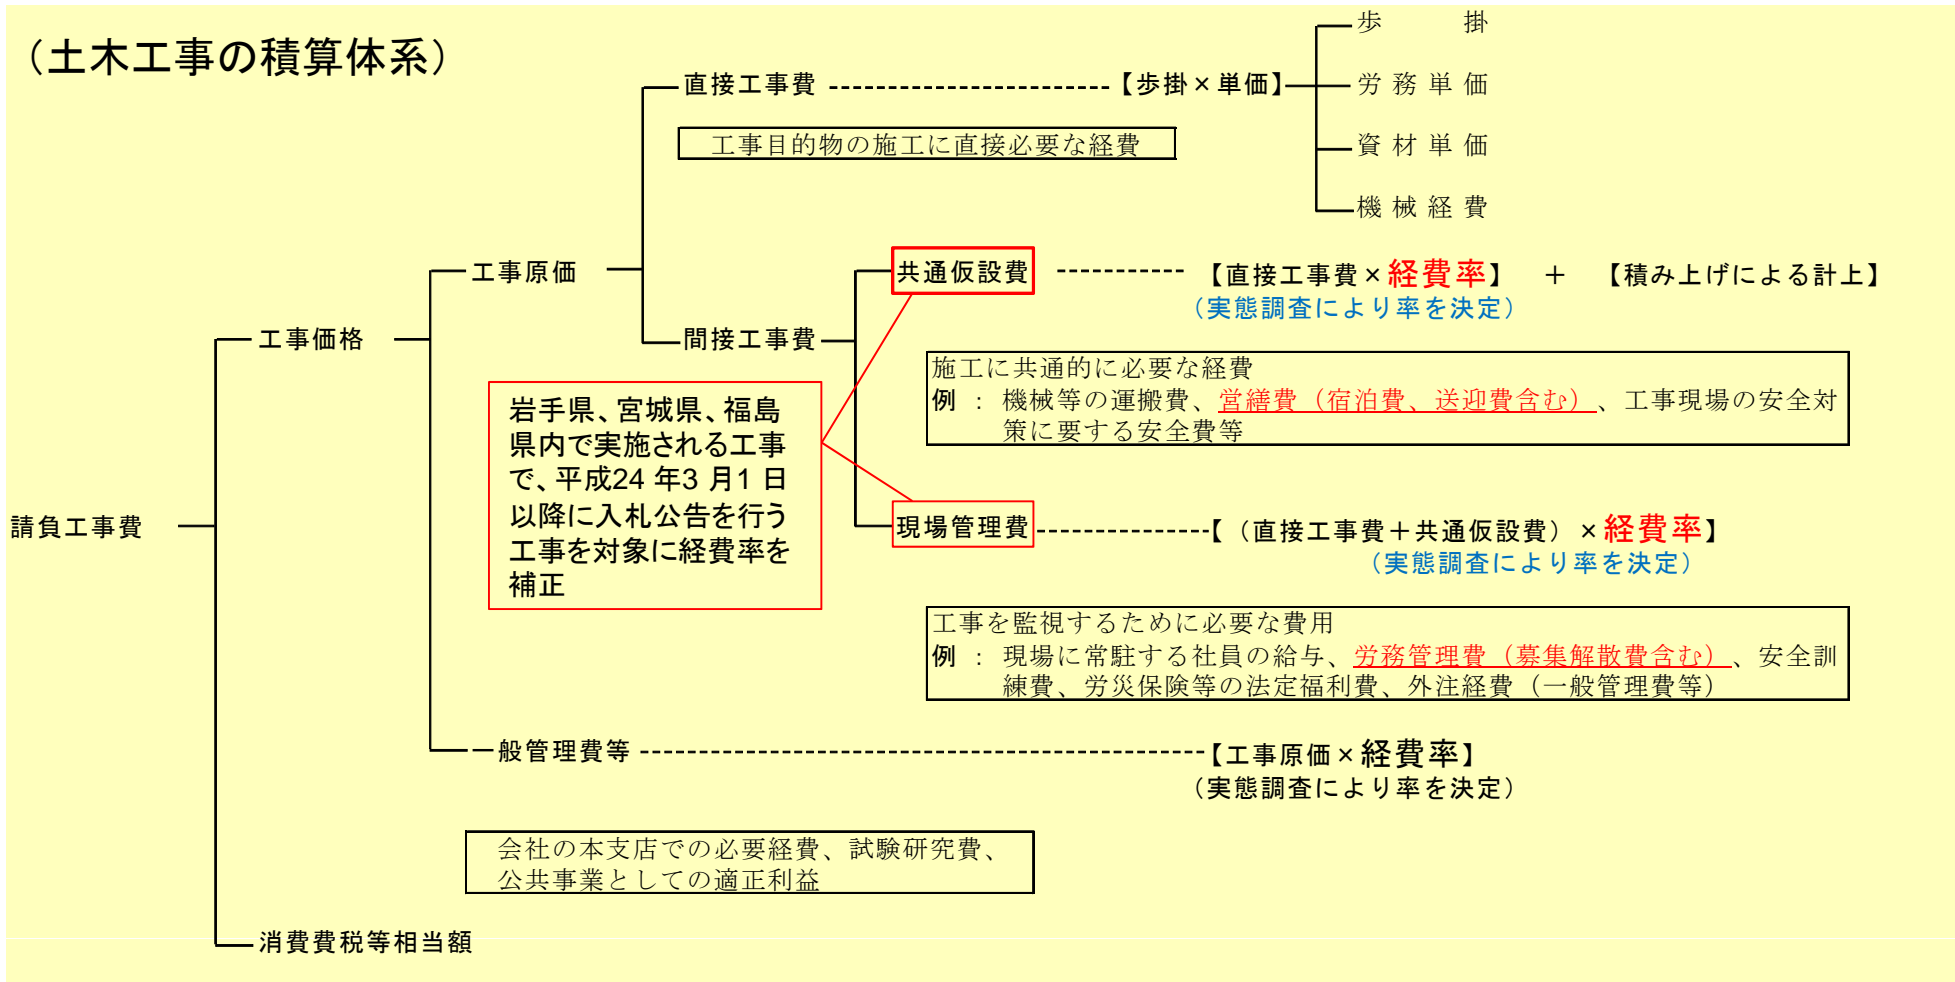 （土木工事の積算体系）
歩　掛
直接工事費
【歩掛×単価】
労務単価
工事目的物の施工に直接必要な経費
資材単価
機械経費
工事原価
共通仮設費
【直接工事費×経費率】　＋　【積み上げによる計上】
（実態調査により率を決定）
工事価格
間接工事費
施工に共通的に必要な経費
例 ： 機械等の運搬費、営繕費（宿泊費、送迎費含む）、工事現場の安全対
策に要する安全費等
岩手県、宮城県、福島
県内で実施される工事
で、平成24 年3 月1 日
以降に入札公告を行う
工事を対象に経費率を
補正
請負工事費
現場管理費
【（直接工事費＋共通仮設費）×経費率】
（実態調査により率を決定）
工事を監視するために必要な費用
例 ： 現場に常駐する社員の給与、労務管理費（募集解散費含む）、安全訓
練費、労災保険等の法定福利費、外注経費（一般管理費等）
一般管理費等
【工事原価×経費率】
（実態調査により率を決定）
会社の本支店での必要経費、試験研究費、
公共事業としての適正利益
消費費税等相当額